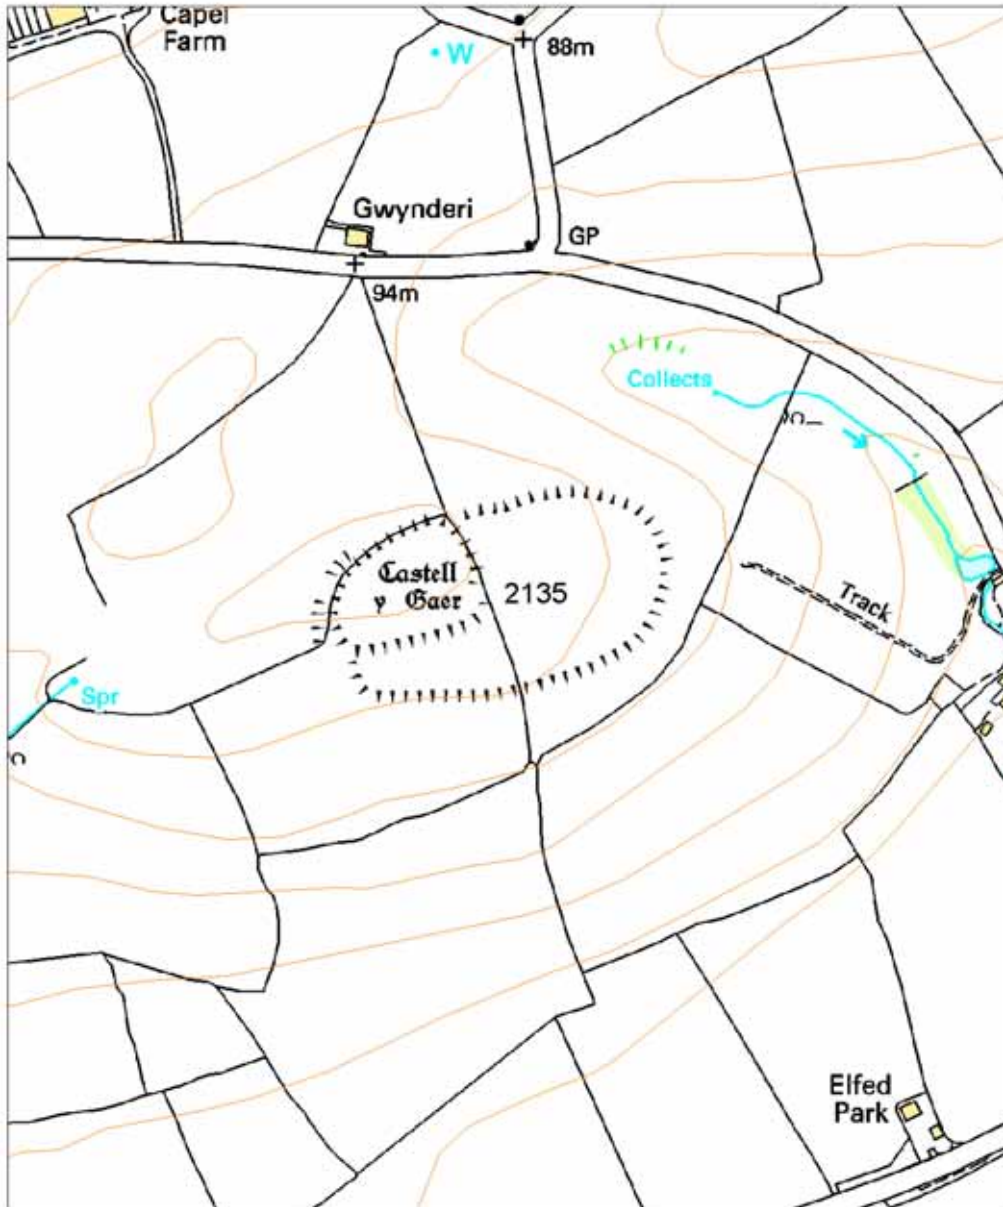 Capel
Farm
W
88m
Gwynderi
GP
94m
Collects
Castell
y Gaer
2135
Track
Spr
Elfed
Park